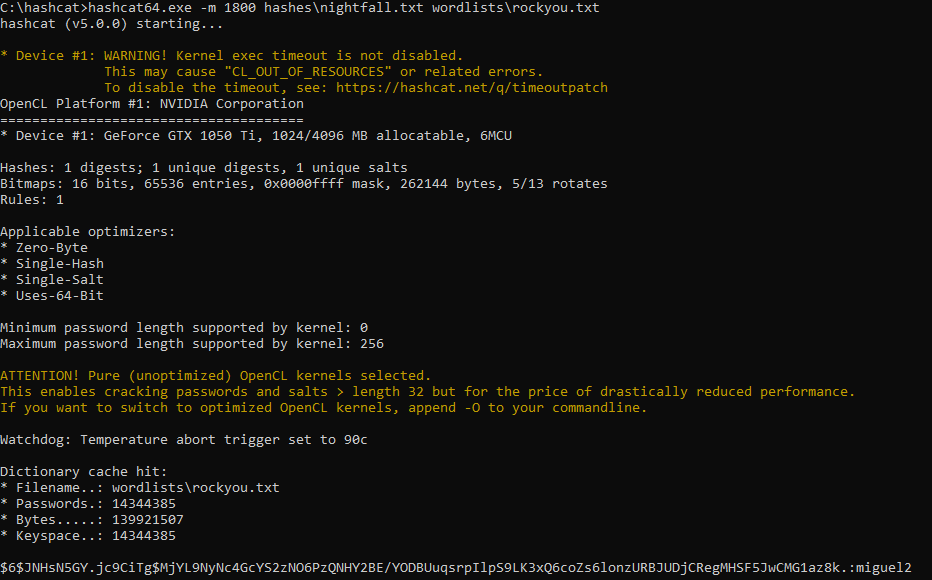 C:\hashcat>hashcat64.exe -m 1800 hashes\nightfall.txt wordlists\rockyou.txt
hashcat (v5.0.0) starting...
* Device #1: WARNING! Kernel exec timeout is not disabled.
This may cause "CL_OUT_OF_RESOURCES" or related errors.
To disable the timeout, see: https://hashcat.net/q/timeoutpatch
OpenCL Platform #1: NVIDIA Corporation
======================================
* Device #1: GeForce GTX 1050 Ti, 1024/4096 MB allocatable, 6MCU
Hashes: 1 digests; 1 unique digests, 1 unique salts
Bitmaps: 16 bits, 65536 entries, 0x0000ffff mask, 262144 bytes, 5/13 rotates
Rules: 1
Applicable optimizers:
* Zero-Byte
* Single-Hash
* Single-Salt
* Uses-64-Bit
Minimum password length supported by kernel: 0
Maximum password length supported by kernel: 256
ATTENTION! Pure (unoptimized) OpenCL kernels selected.
This enables cracking passwords and salts > length 32 but for the price of drastically reduced performance.
If you want to switch to optimized OpenCL kernels, append -O to your commandline.
Watchdog: Temperature abort trigger set to 90c
Dictionary cache hit:
* Filename..: wordlists\rockyou.txt
* Passwords.: 14344385
* Bytes.....: 139921507
* Keyspace..: 14344385
$6$JNHsN5GY.jc9CiTg$MjYL9NyNc4GcYS2zNO6PzQNHY2BE/YODBUuqsrpIlpS9LK3xQ6coZs6lonzURBJUDjCRegMHSF5JwCMG1az8k.:miguel2